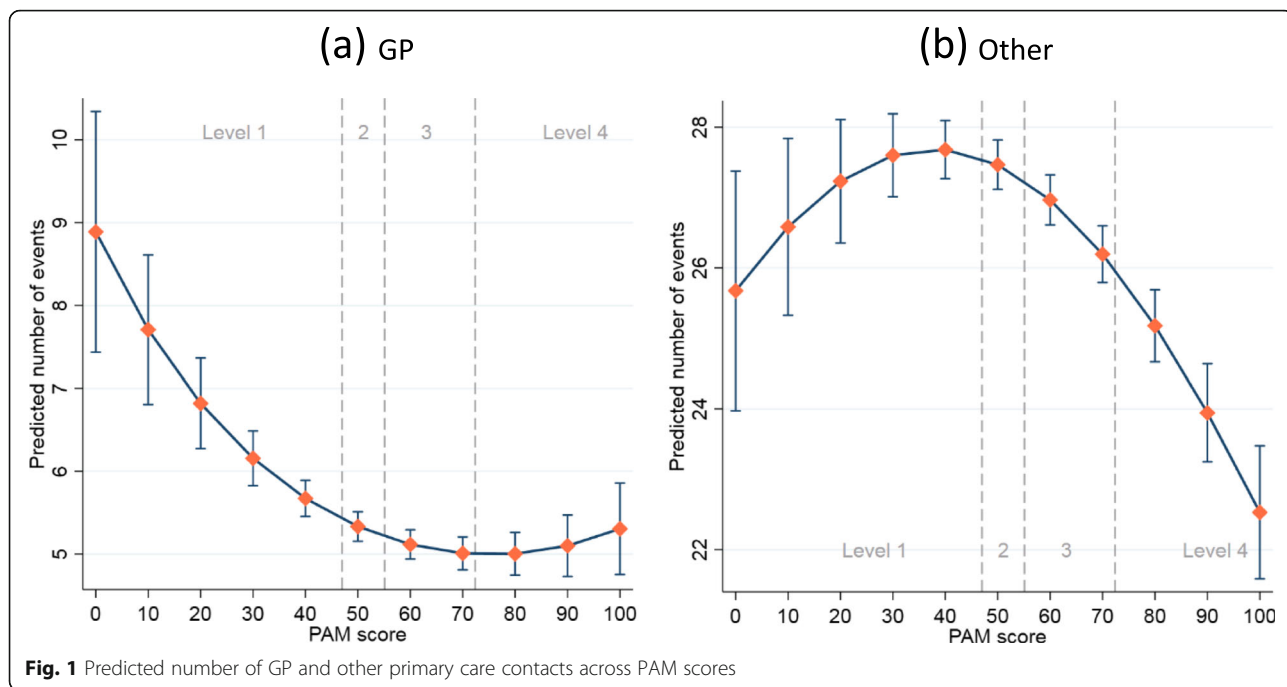 (a) GP
Predicted number of events
10
9
8
7
6
5
Level 1 2 3 Level 4
0 10 20 30 40 50 60 70 80 90 100
PAM score
(b) Other
Predicted number of events
28
26
24
22
Level 1 2 3 Level 4
0 10 20 30 40 50 60 70 80 90 100
PAM score
Fig. 1 Predicted number of GP and other primary care contacts across PAM scores